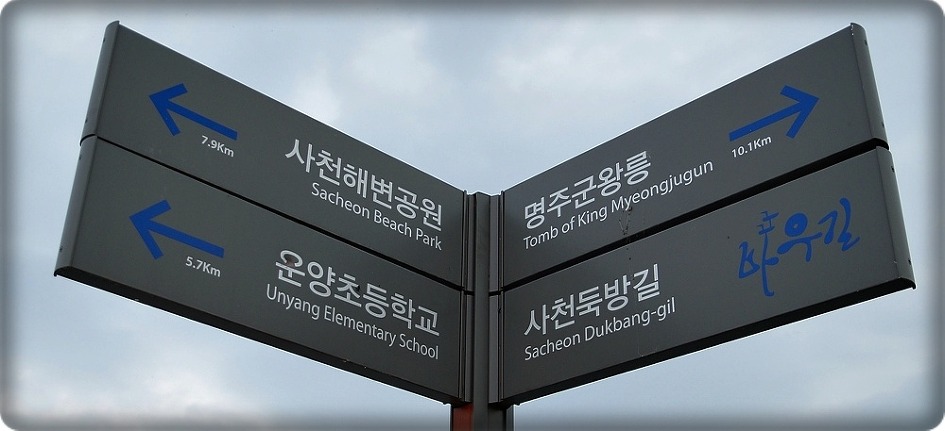 7.9Km
사천해변공원
Sacheon Beach Park
5.7Km
운양초등학교
Unyang Elementary School
10.1Km
명주군왕릉
Tomb of King Myeongjugun
사천둑방길
Sacheon Dukbang-gil
바우길